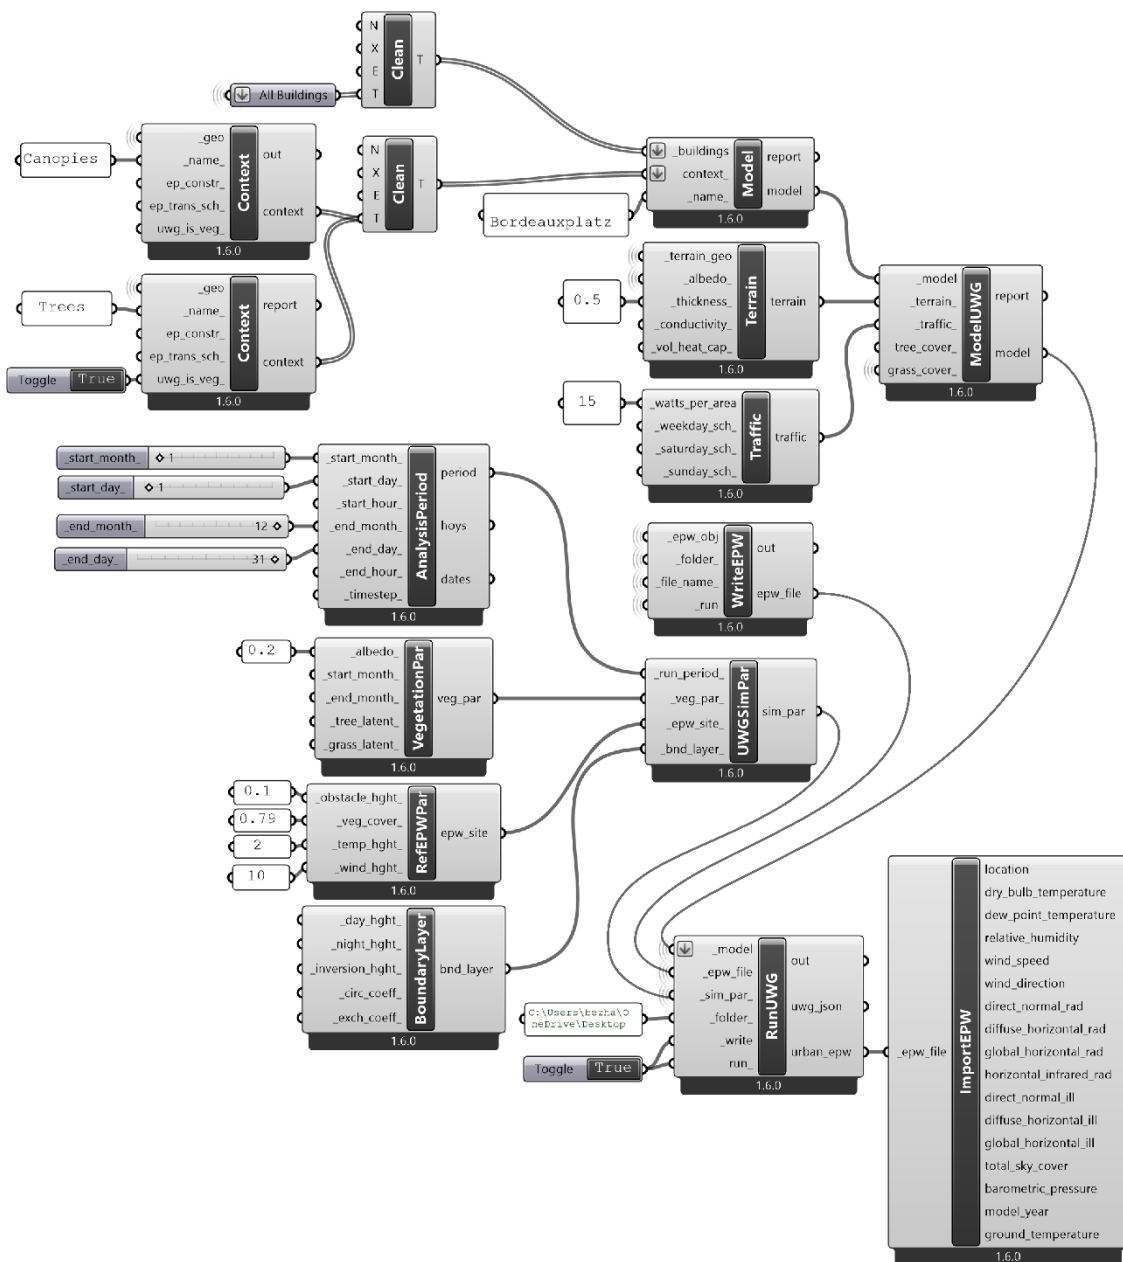 N
X
E
T
Clean
T
All Buildings
_geo
_name_
ep_constr_
ep_trans_sch_
uwg_is_veg_
Context
out
context
1.6.0
Canopies
N
X
E
T
Clean
T
_buildings
context_
_name_
Model
report
model
1.6.0
Bordeauxplatz
_geo
_name_
ep_constr_
ep_trans_sch_
uwg_is_veg_
Context
report
context
1.6.0
Trees
Toggle True
_terrain_geo
_albedo_
_thickness_
_conductivity_
_vol_heat_cap_
Terrain
terrain
1.6.0
0.5
_model
_terrain_
_traffic_
tree_cover_
grass_cover_
ModelUWG
report
model
1.6.0
15
_watts_per_area
_weekday_sch_
_saturday_sch_
_sunday_sch_
Traffic
traffic
1.6.0
_start_month_ 1
_start_day_ 1
_end_month_ 12
_end_day_ 31
_start_month_
_start_day_
_start_hour_
_end_month_
_end_day_
_end_hour_
_timestep_
AnalysisPeriod
period
hoys
dates
1.6.0
_epw_obj
_folder_
_file_name_
_run
WriteEPW
out
epw_file
1.6.0
0.2
_albedo_
_start_month_
_end_month_
_tree_latent_
_grass_latent_
VegetationPar
veg_par
1.6.0
_run_period_
_veg_par_
_epw_site_
_bnd_layer_
UWGSimPar
sim_par
1.6.0
0.1
0.79
2
10
_obstacle_hght_
_veg_cover_
_temp_hght_
_wind_hght_
RefEPWPar
epw_site
1.6.0
_day_hght_
_night_hght_
_inversion_hght_
_circ_coeff_
_exch_coeff_
BoundaryLayer
bnd_layer
1.6.0
C:\Users\bezha\O
neDrive\Desktop
Toggle True
_model
_epw_file
_sim_par_
_folder_
_write
run_
RunUWG
out
uwg_json
urban_epw
1.6.0
_epw_file
ImportEPW
location
dry_bulb_temperature
dew_point_temperature
relative_humidity
wind_speed
wind_direction
direct_normal_rad
diffuse_horizontal_rad
global_horizontal_rad
horizontal_infrared_rad
direct_normal_ill
diffuse_horizontal_ill
global_horizontal_ill
total_sky_cover
barometric_pressure
model_year
ground_temperature
1.6.0